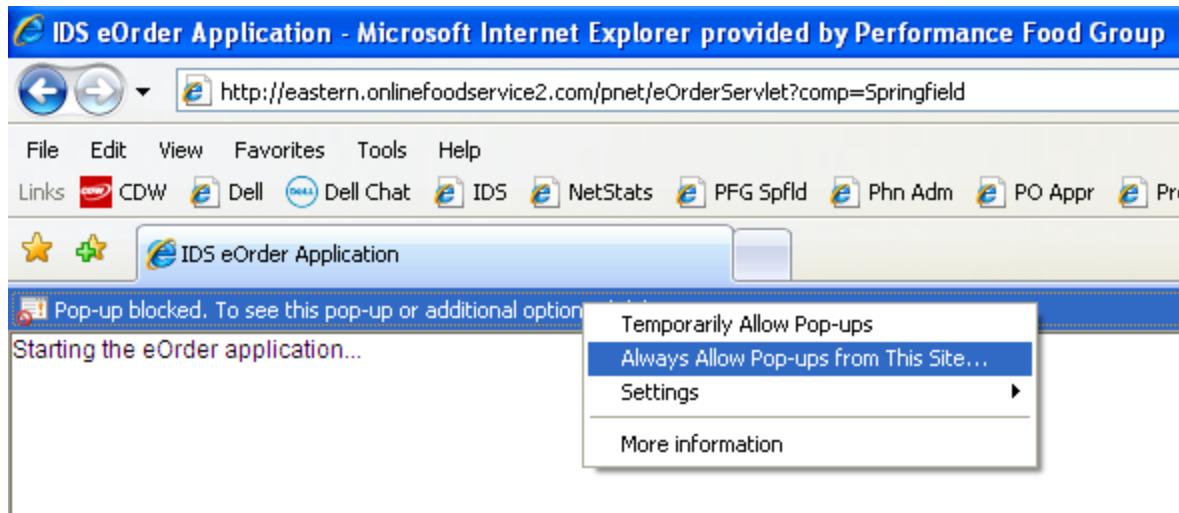 IDS eOrder Application - Microsoft Internet Explorer provided by Performance Food Group
http://eastern.onlinefoodservice2.com/pnet/eOrderServlet?comp=Springfield
File Edit View Favorites Tools Help
Links CDW Dell Dell Chat IDS NetStats PFG Spfld Phn Adm PO Appr Pr
IDS eOrder Application
Pop-up blocked. To see this pop-up or additional option
Starting the eOrder application...
Temporarily Allow Pop-ups
Always Allow Pop-ups from This Site...
Settings
More information